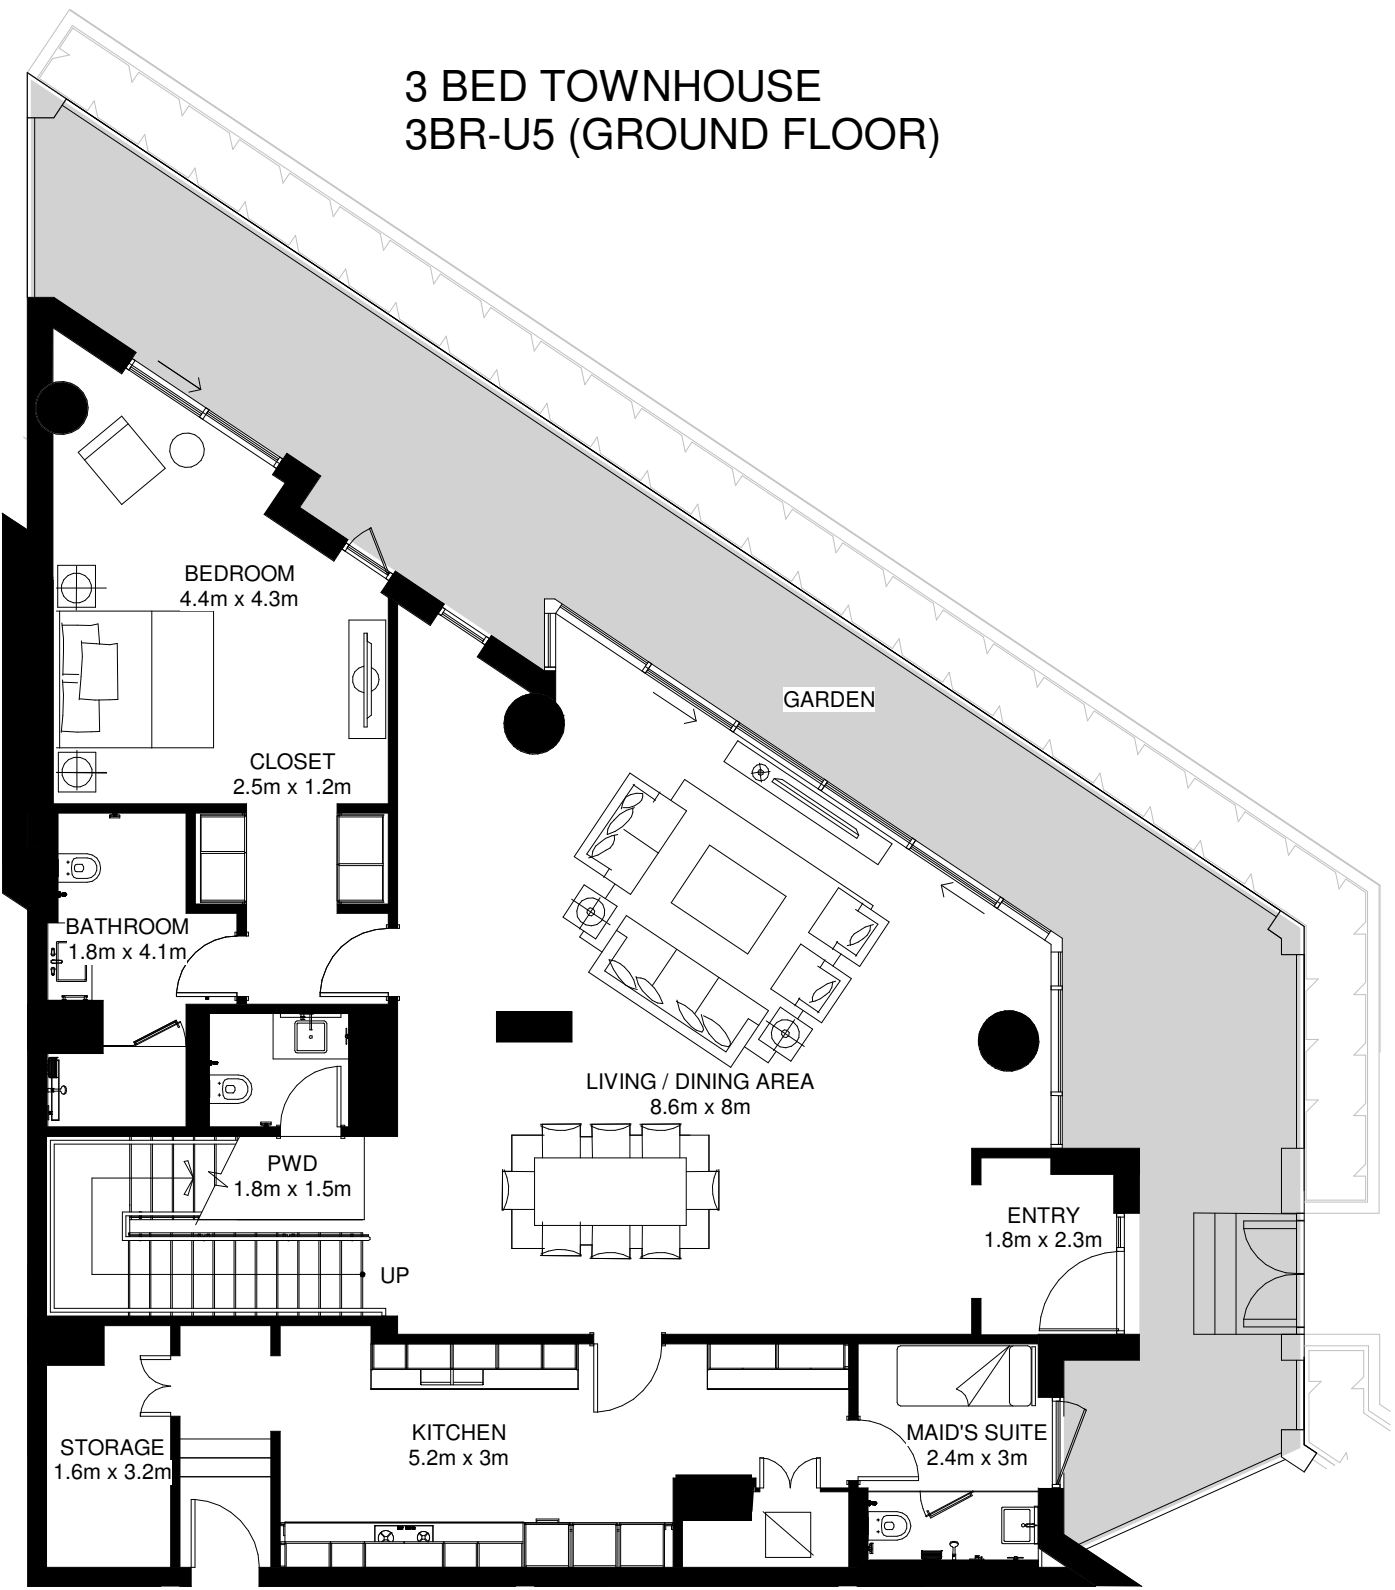 3 BED TOWNHOUSE
3BR-U5 (GROUND FLOOR)
BEDROOM
4.4m x 4.3m
GARDEN
CLOSET
2.5m x 1.2m
BATHROOM
1.8m x 4.1m
LIVING / DINING AREA
8.6m x 8m
PWD
1.8m x 1.5m
ENTRY
1.8m x 2.3m
UP
KITCHEN
5.2m x 3m
MAID'S SUITE
2.4m x 3m
STORAGE
1.6m x 3.2m